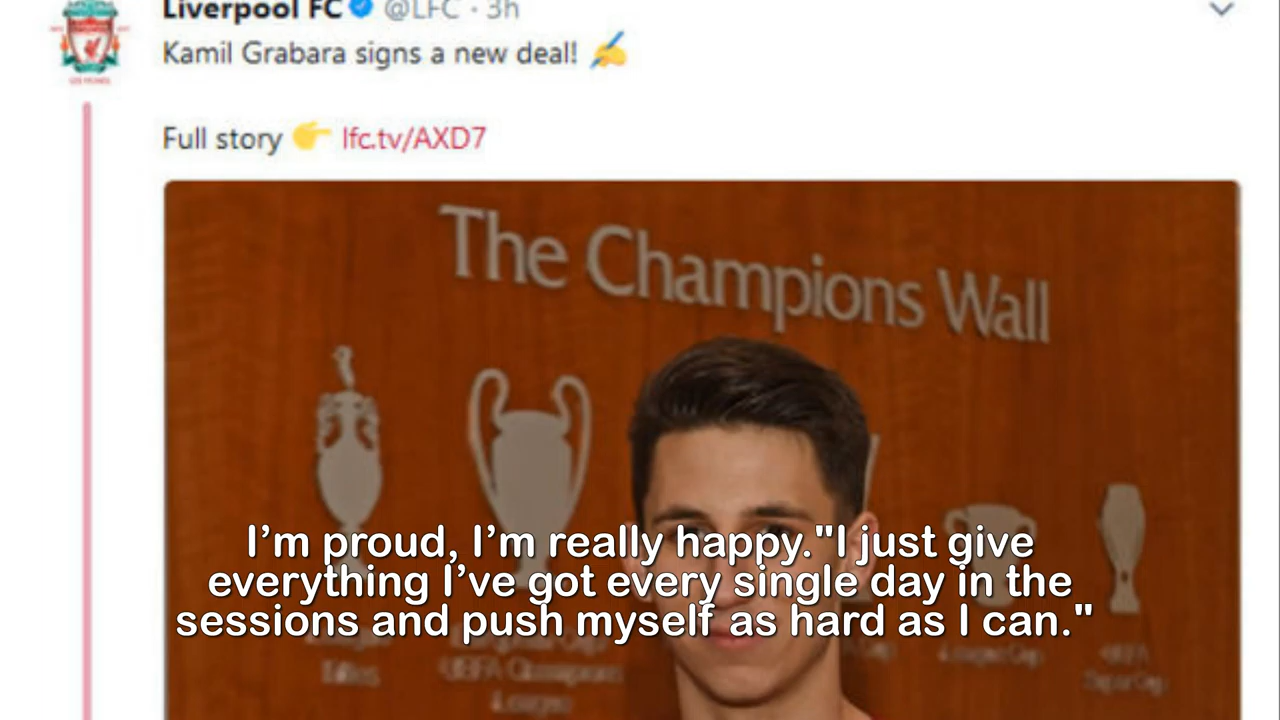 Liverpool FC @LFC · 3h
Kamil Grabara signs a new deal! ✍️
Full story 👉 lfc.tv/AXD7
The Champions Wall
I’m proud, I’m really happy."I just give
everything I’ve got every single day in the
sessions and push myself as hard as I can."